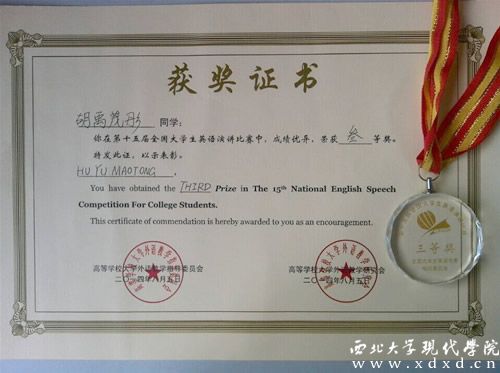 获奖证书
胡禹茂彤 同学:
你在第十五届全国大学生英语演讲比赛中,成绩优异,荣获 叁 等奖。
特发此证,以示表彰。
HU YU MAOTONG,
You have obtained the THIRD Prize in The 15th National English Speech
Competition For College Students.
This certificate of commendation is hereby awarded to you as an encouragement.
高等学校大学外语教学指导委员会
二〇一四年八月五日
高等学校大学外语教学研究会
二〇一四年八月五日
三等奖
西北大学现代学院
www.xdxd.cn